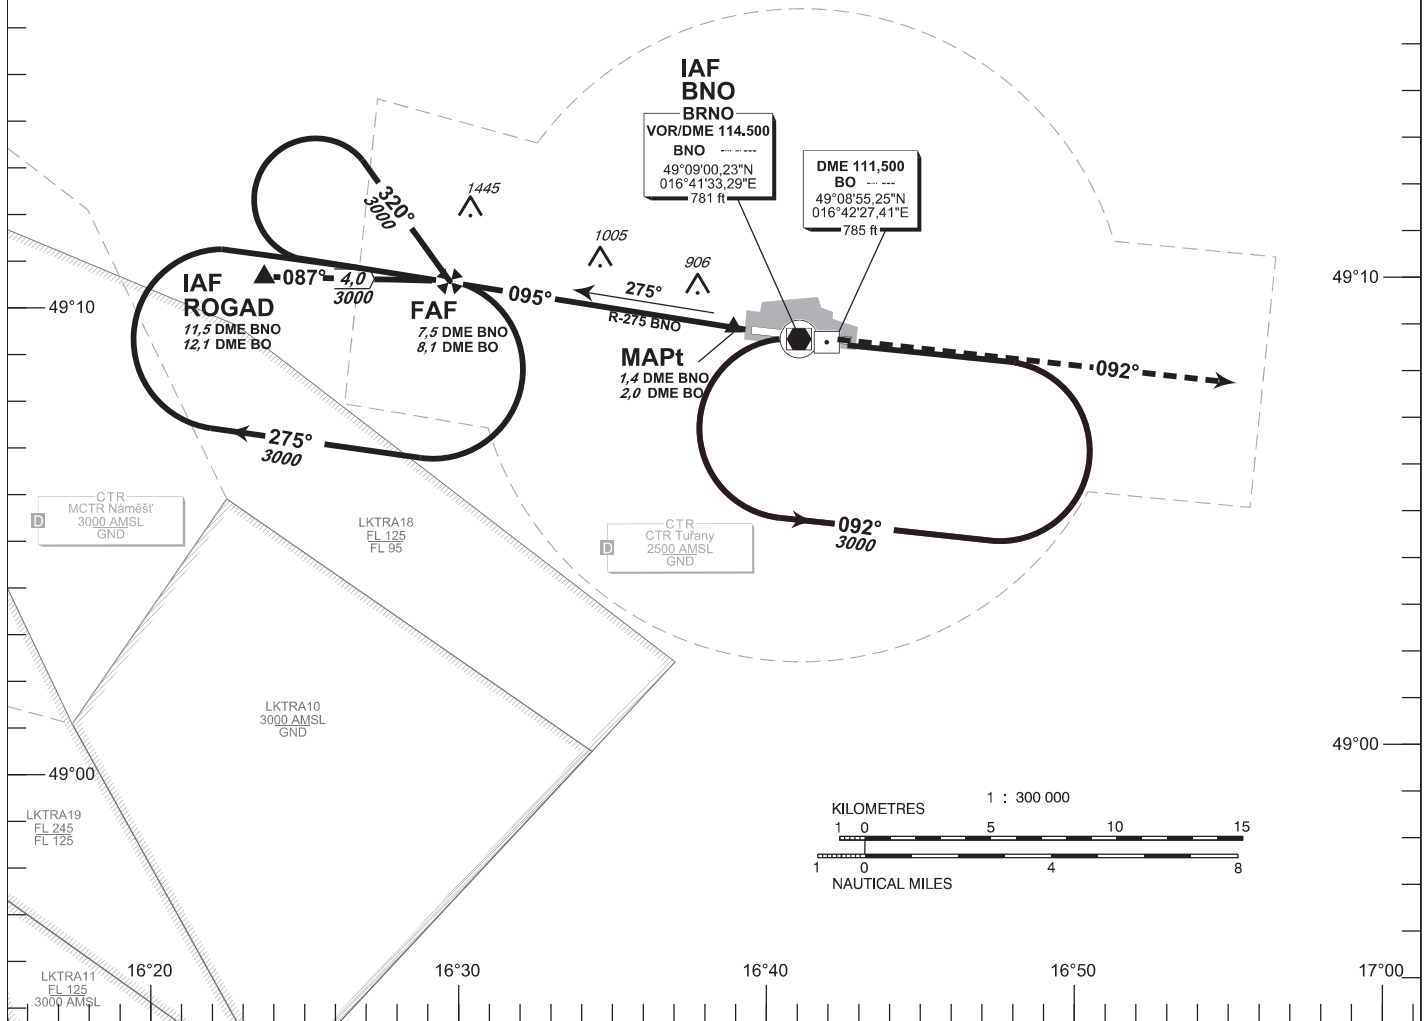 IAF
BNO
BRNO
VOR/DME 114.500
BNO
49°09'00,23"N
016°41'33,29"E
781 ft
DME 111,500
BO
49°08'55,25"N
016°42'27,41"E
785 ft
1445
320°
3000
1005
906
49°10
49°10
IAF
ROGAD
11,5 DME BNO
12,1 DME BO
087°
4,0
3000
FAF
7,5 DME BNO
8,1 DME BO
095°
275°
R-275 BNO
MAPt
1,4 DME BNO
2,0 DME BO
092°
275°
3000
092°
3000
CTR
MCTR Náměšť
3000 AMSL
GND
D
LKTRA18
FL 125
FL 95
CTR
CTR Tuřany
2500 AMSL
GND
D
LKTRA10
3000 AMSL
GND
49°00
49°00
LKTRA19
FL 245
FL 125
1 : 300 000
KILOMETRES
1 0 5 10 15
1 0 4 8
NAUTICAL MILES
LKTRA11
FL 125
3000 AMSL
16°20 16°30 16°40 16°50 17°00